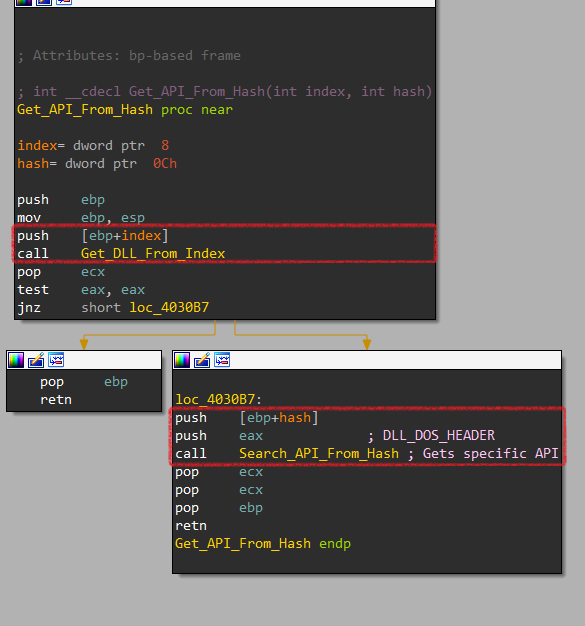 ; Attributes: bp-based frame
; int __cdecl Get_API_From_Hash(int index, int hash)
Get_API_From_Hash proc near
index= dword ptr  8
hash= dword ptr  0Ch
push    ebp
mov     ebp, esp
push    [ebp+index]
call    Get_DLL_From_Index
pop     ecx
test    eax, eax
jnz     short loc_4030B7
pop     ebp
retn
loc_4030B7:
push    [ebp+hash]
push    eax             ; DLL_DOS_HEADER
call    Search_API_From_Hash ; Gets specific API
pop     ecx
pop     ecx
pop     ebp
retn
Get_API_From_Hash endp